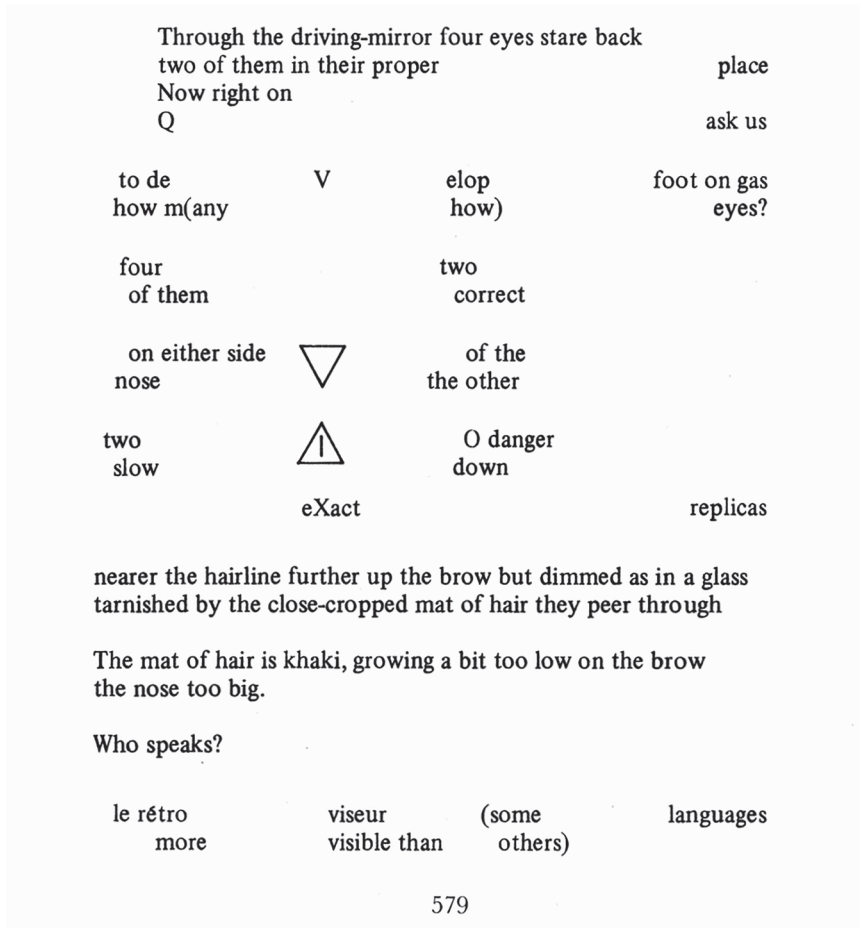 Through the driving-mirror four eyes stare back
two of them in their proper place
Now right on
Q ask us
to de V elop foot on gas
how m(any how) eyes?
four two
of them correct
on either side of the
nose the other
two O danger
slow down
eXact replicas
nearer the hairline further up the brow but dimmed as in a glass
tarnished by the close-cropped mat of hair they peer through
The mat of hair is khaki, growing a bit too low on the brow
the nose too big.
Who speaks?
le rétro viseur (some languages
more visible than others)
579